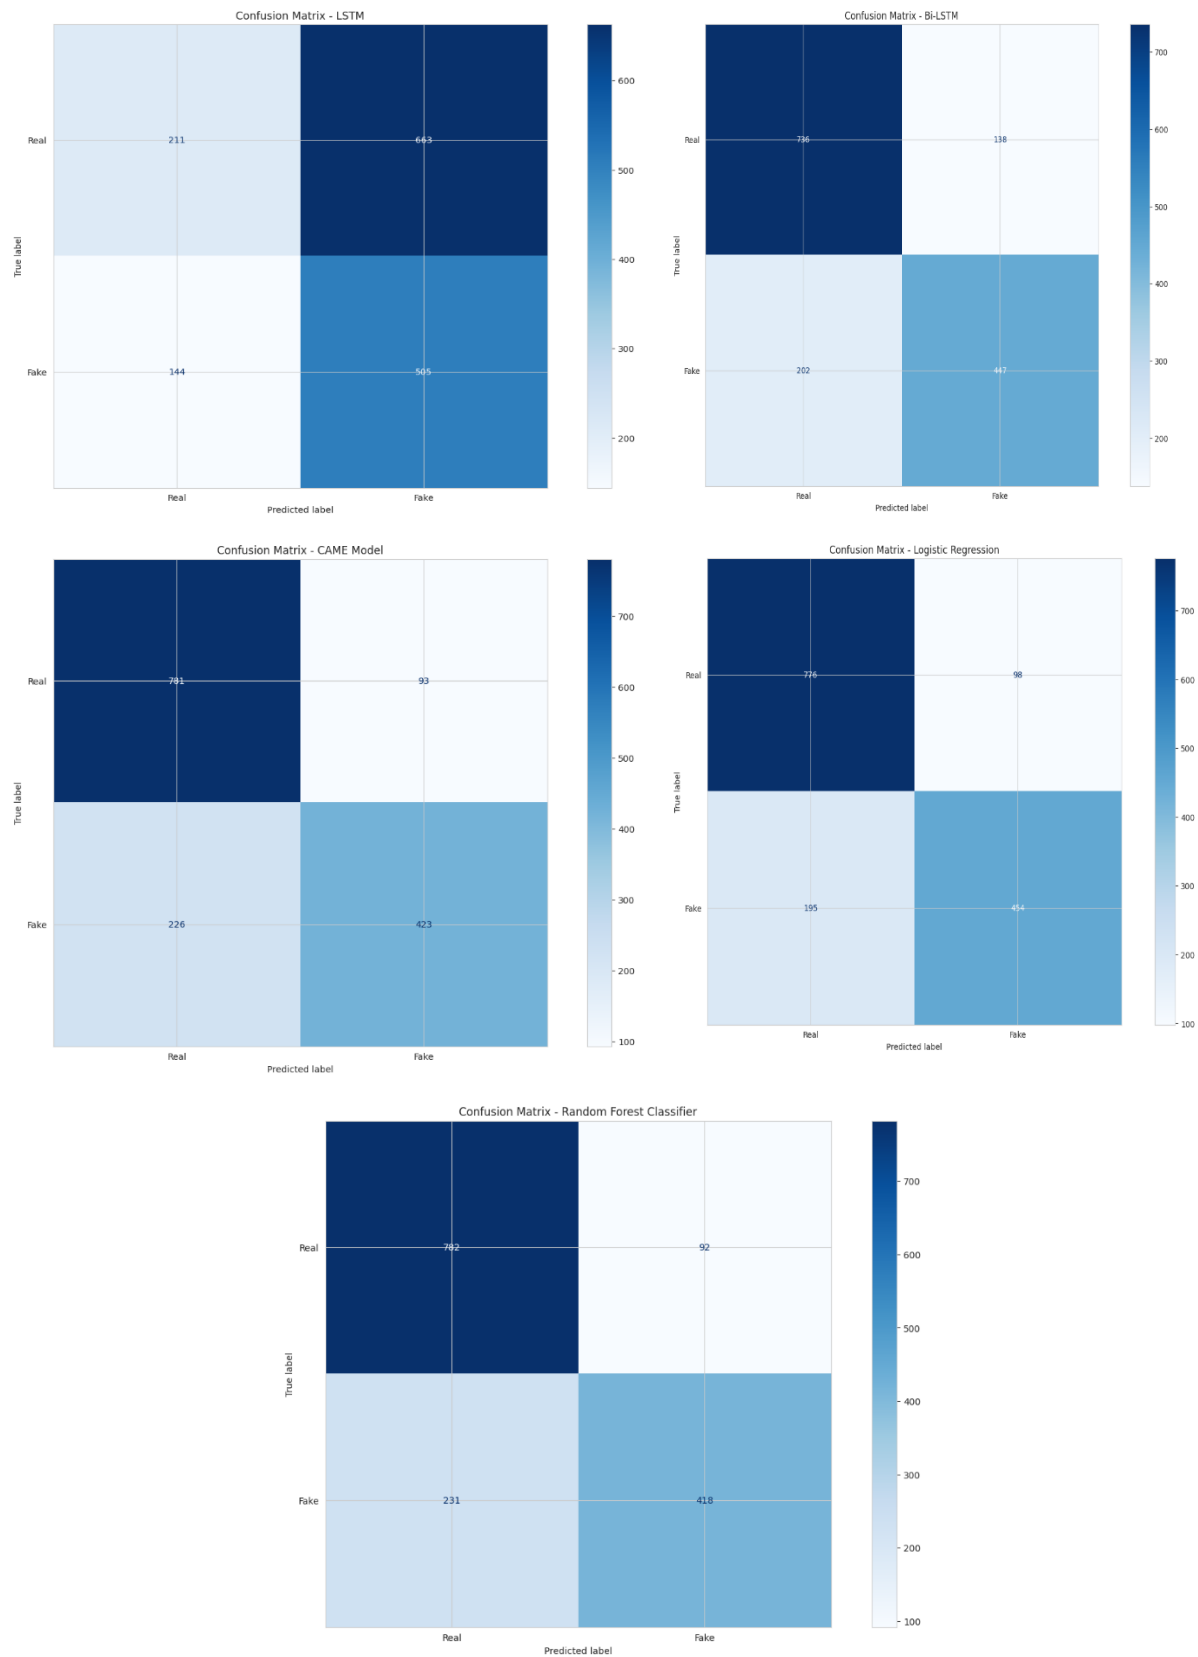 Confusion Matrix - LSTM
600
500
400
300
200
Real
Fake
True label
211
663
144
505
Real
Fake
Predicted label
Confusion Matrix - Bi-LSTM
700
600
500
400
300
200
Real
Fake
True label
736
138
202
447
Real
Fake
Predicted label
Confusion Matrix - CAME Model
700
600
500
400
300
200
100
Real
Fake
True label
781
93
226
423
Real
Fake
Predicted label
Confusion Matrix - Logistic Regression
700
600
500
400
300
200
100
Real
Fake
True label
776
98
195
454
Real
Fake
Predicted label
Confusion Matrix - Random Forest Classifier
700
600
500
400
300
200
100
Real
Fake
True label
782
92
231
418
Real
Fake
Predicted label